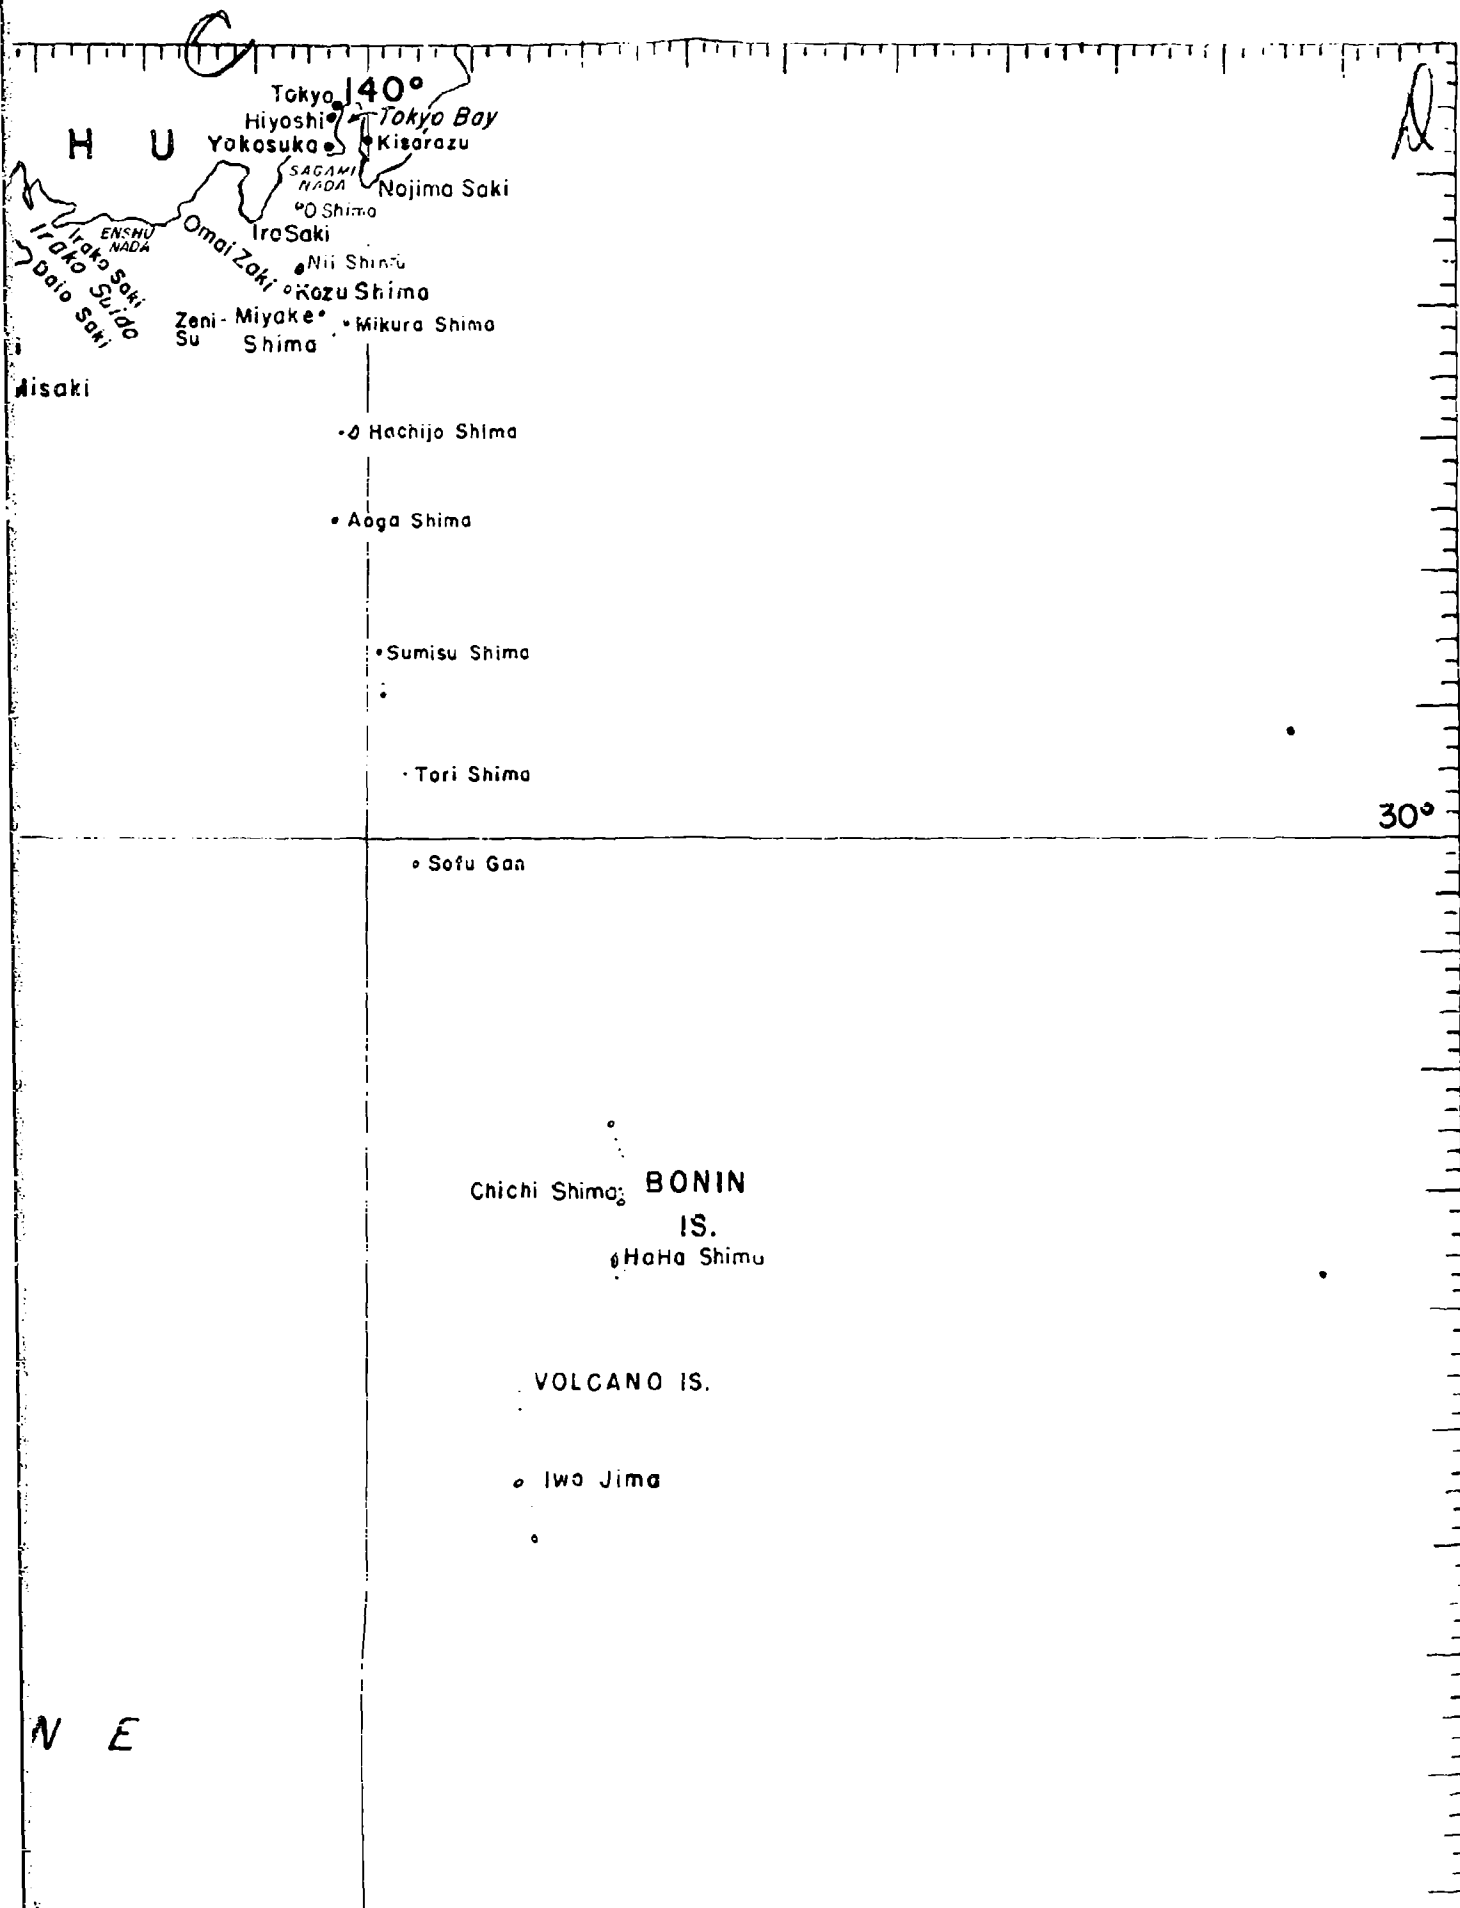 C
D
Tokyo 140°
Hiyoshi Tokyo Bay
H U Yokosuka Kisarazu
SAGAMI
NADA
Nojima Saki
O Shima
Iro Saki
Omai Zaki
ENSHU
NADA
Irako Saki
Irako Suido
Daio Saki
Nii Shima
Kozu Shima
Zeni-
Su
Miyake
Shima
Mikura Shima
Hachijo Shima
Aoga Shima
Sumisu Shima
Tori Shima
30°
Sofu Gan
Chichi Shima
BONIN
IS.
HaHa Shima
VOLCANO IS.
Iwo Jima
N E